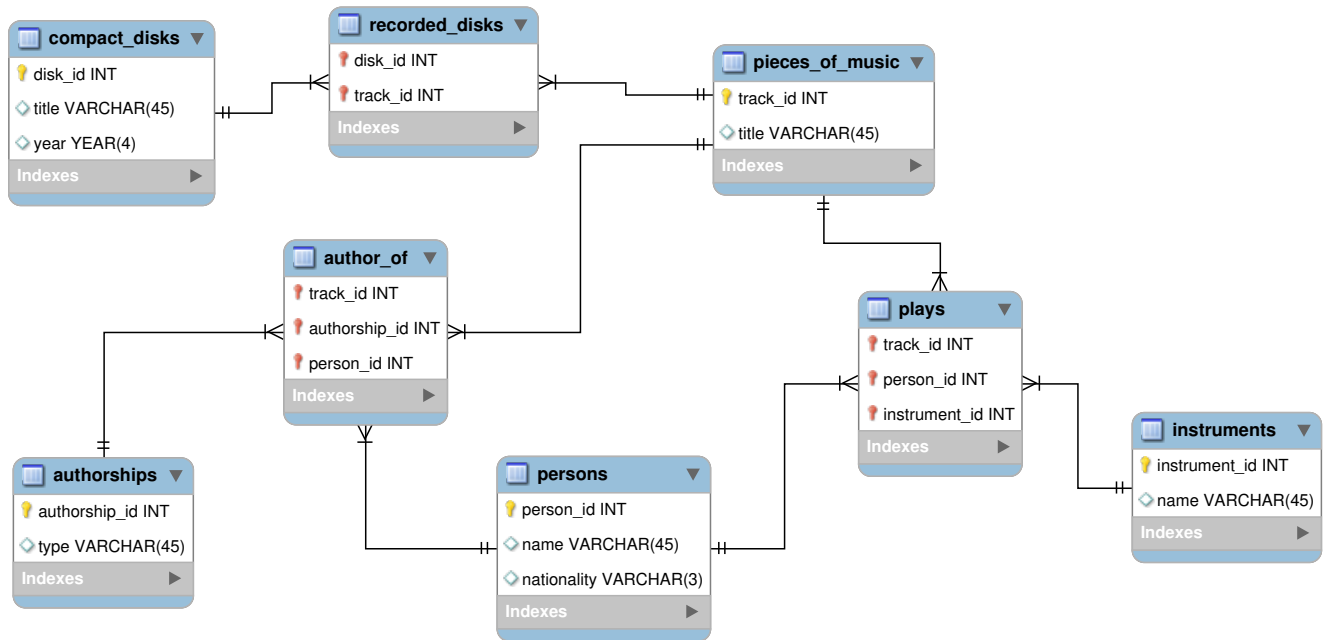 compact_disks
disk_id INT
title VARCHAR(45)
year YEAR(4)
Indexes
recorded_disks
disk_id INT
track_id INT
Indexes
pieces_of_music
track_id INT
title VARCHAR(45)
Indexes
author_of
track_id INT
authorship_id INT
person_id INT
Indexes
plays
track_id INT
person_id INT
instrument_id INT
Indexes
authorships
authorship_id INT
type VARCHAR(45)
Indexes
persons
person_id INT
name VARCHAR(45)
nationality VARCHAR(3)
Indexes
instruments
instrument_id INT
name VARCHAR(45)
Indexes